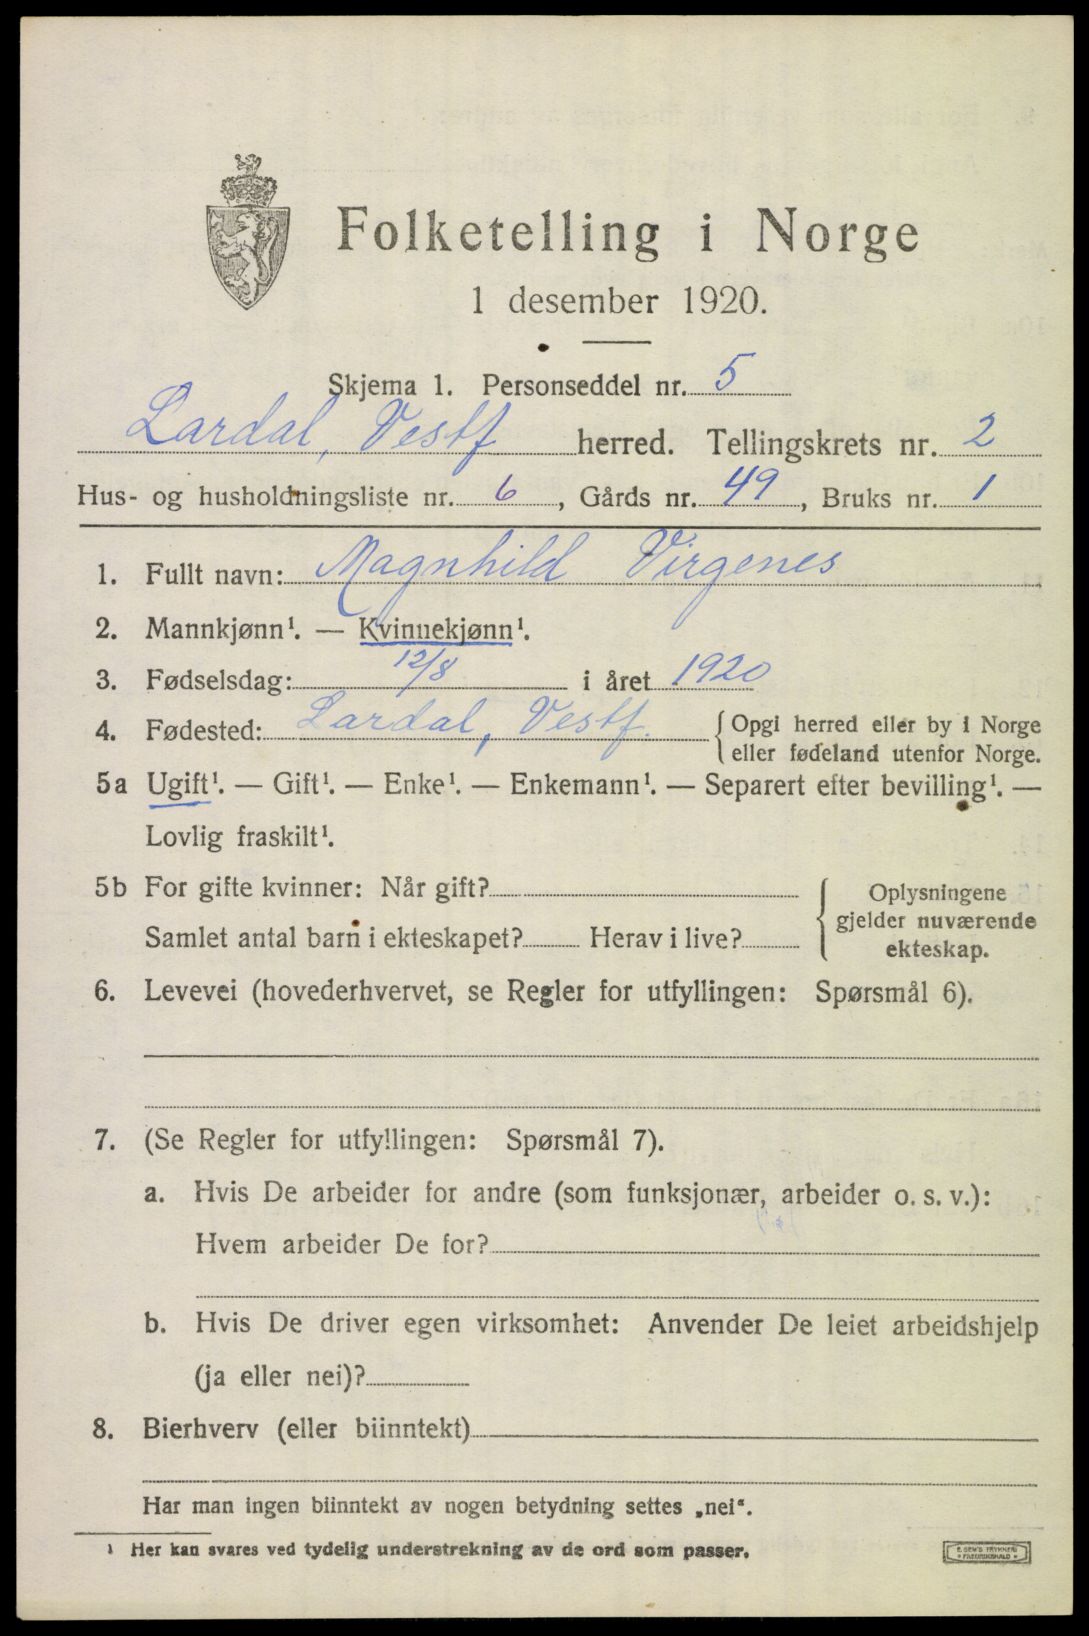 Folketelling i Norge
1 desember 1920.
Skjema 1. Personseddel nr. 5
Lardal, Vestf herred. Tellingskrets nr. 2
Hus- og husholdningsliste nr. 6, Gårds nr. 49, Bruks nr. 1
1. Fullt navn: Magnhild Virgenes
2. Mannkjønn¹. — Kvinnekjønn¹.
3. Fødselsdag: 12/8 i året 1920
4. Fødested: Lardal, Vestf. { Opgi herred eller by i Norge
eller fødeland utenfor Norge.
5a Ugift¹. — Gift¹. — Enke¹. — Enkemann¹. — Separert efter bevilling¹. —
Lovlig fraskilt¹.
5b For gifte kvinner: Når gift?
Samlet antal barn i ekteskapet? Herav i live?
{ Oplysningene
gjelder nuværende
ekteskap.
6. Levevei (hovederhvervet, se Regler for utfyllingen: Spørsmål 6).
7. (Se Regler for utfyllingen: Spørsmål 7).
a. Hvis De arbeider for andre (som funksjonær, arbeider o. s. v.):
Hvem arbeider De for?
b. Hvis De driver egen virksomhet: Anvender De leiet arbeidshjelp
(ja eller nei)?
8. Bierhverv (eller biinntekt)
Har man ingen biinntekt av nogen betydning settes „nei“.
¹ Her kan svares ved tydelig understrekning av de ord som passer.